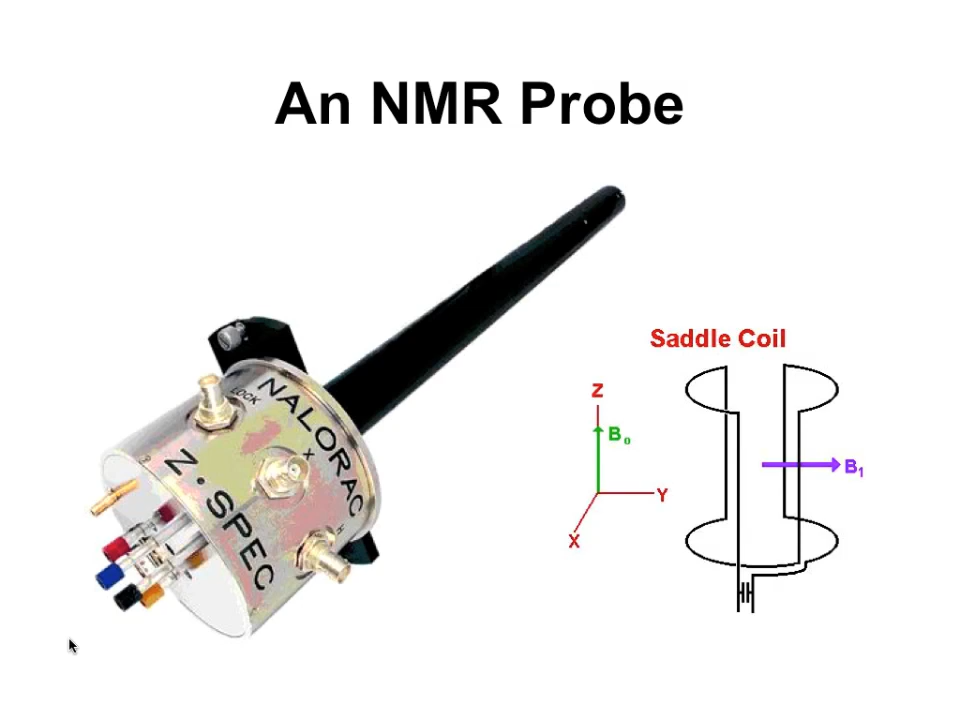 An NMR Probe
LOCK
NALORAC
X
Z•SPEC
H
Saddle Coil
Z
B₀
B₁
Y
X